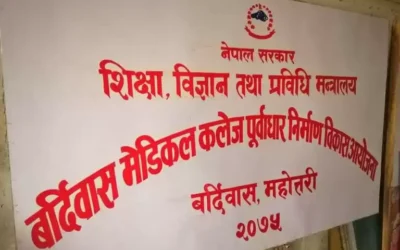 नेपाल सरकार
शिक्षा, विज्ञान तथा प्रविधि मन्त्रालय
बर्दिवास मेडिकल कलेज पूर्वाधार निर्माण विकास आयोजना
बर्दिवास, महोत्तरी
२०७५